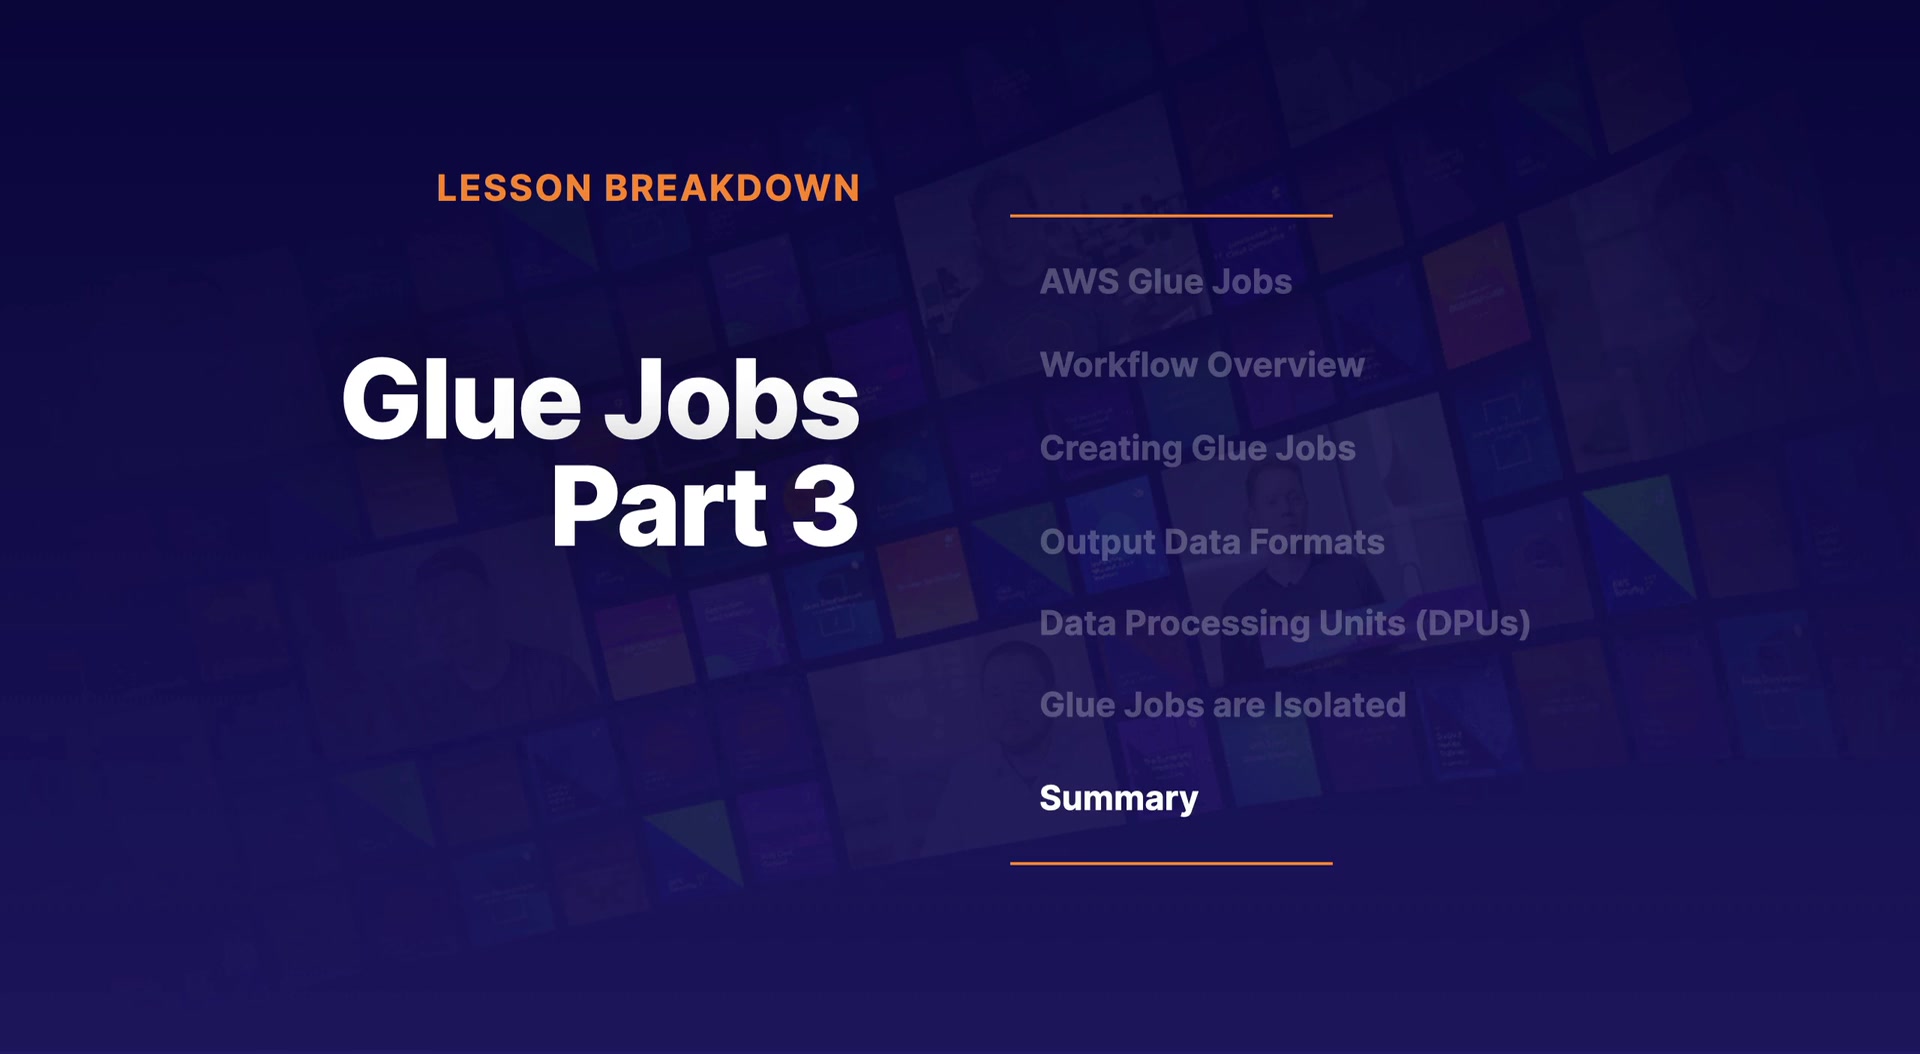 LESSON BREAKDOWN
Glue Jobs
Part 3
AWS Glue Jobs
Workflow Overview
Creating Glue Jobs
Output Data Formats
Data Processing Units (DPUs)
Glue Jobs are Isolated
Summary